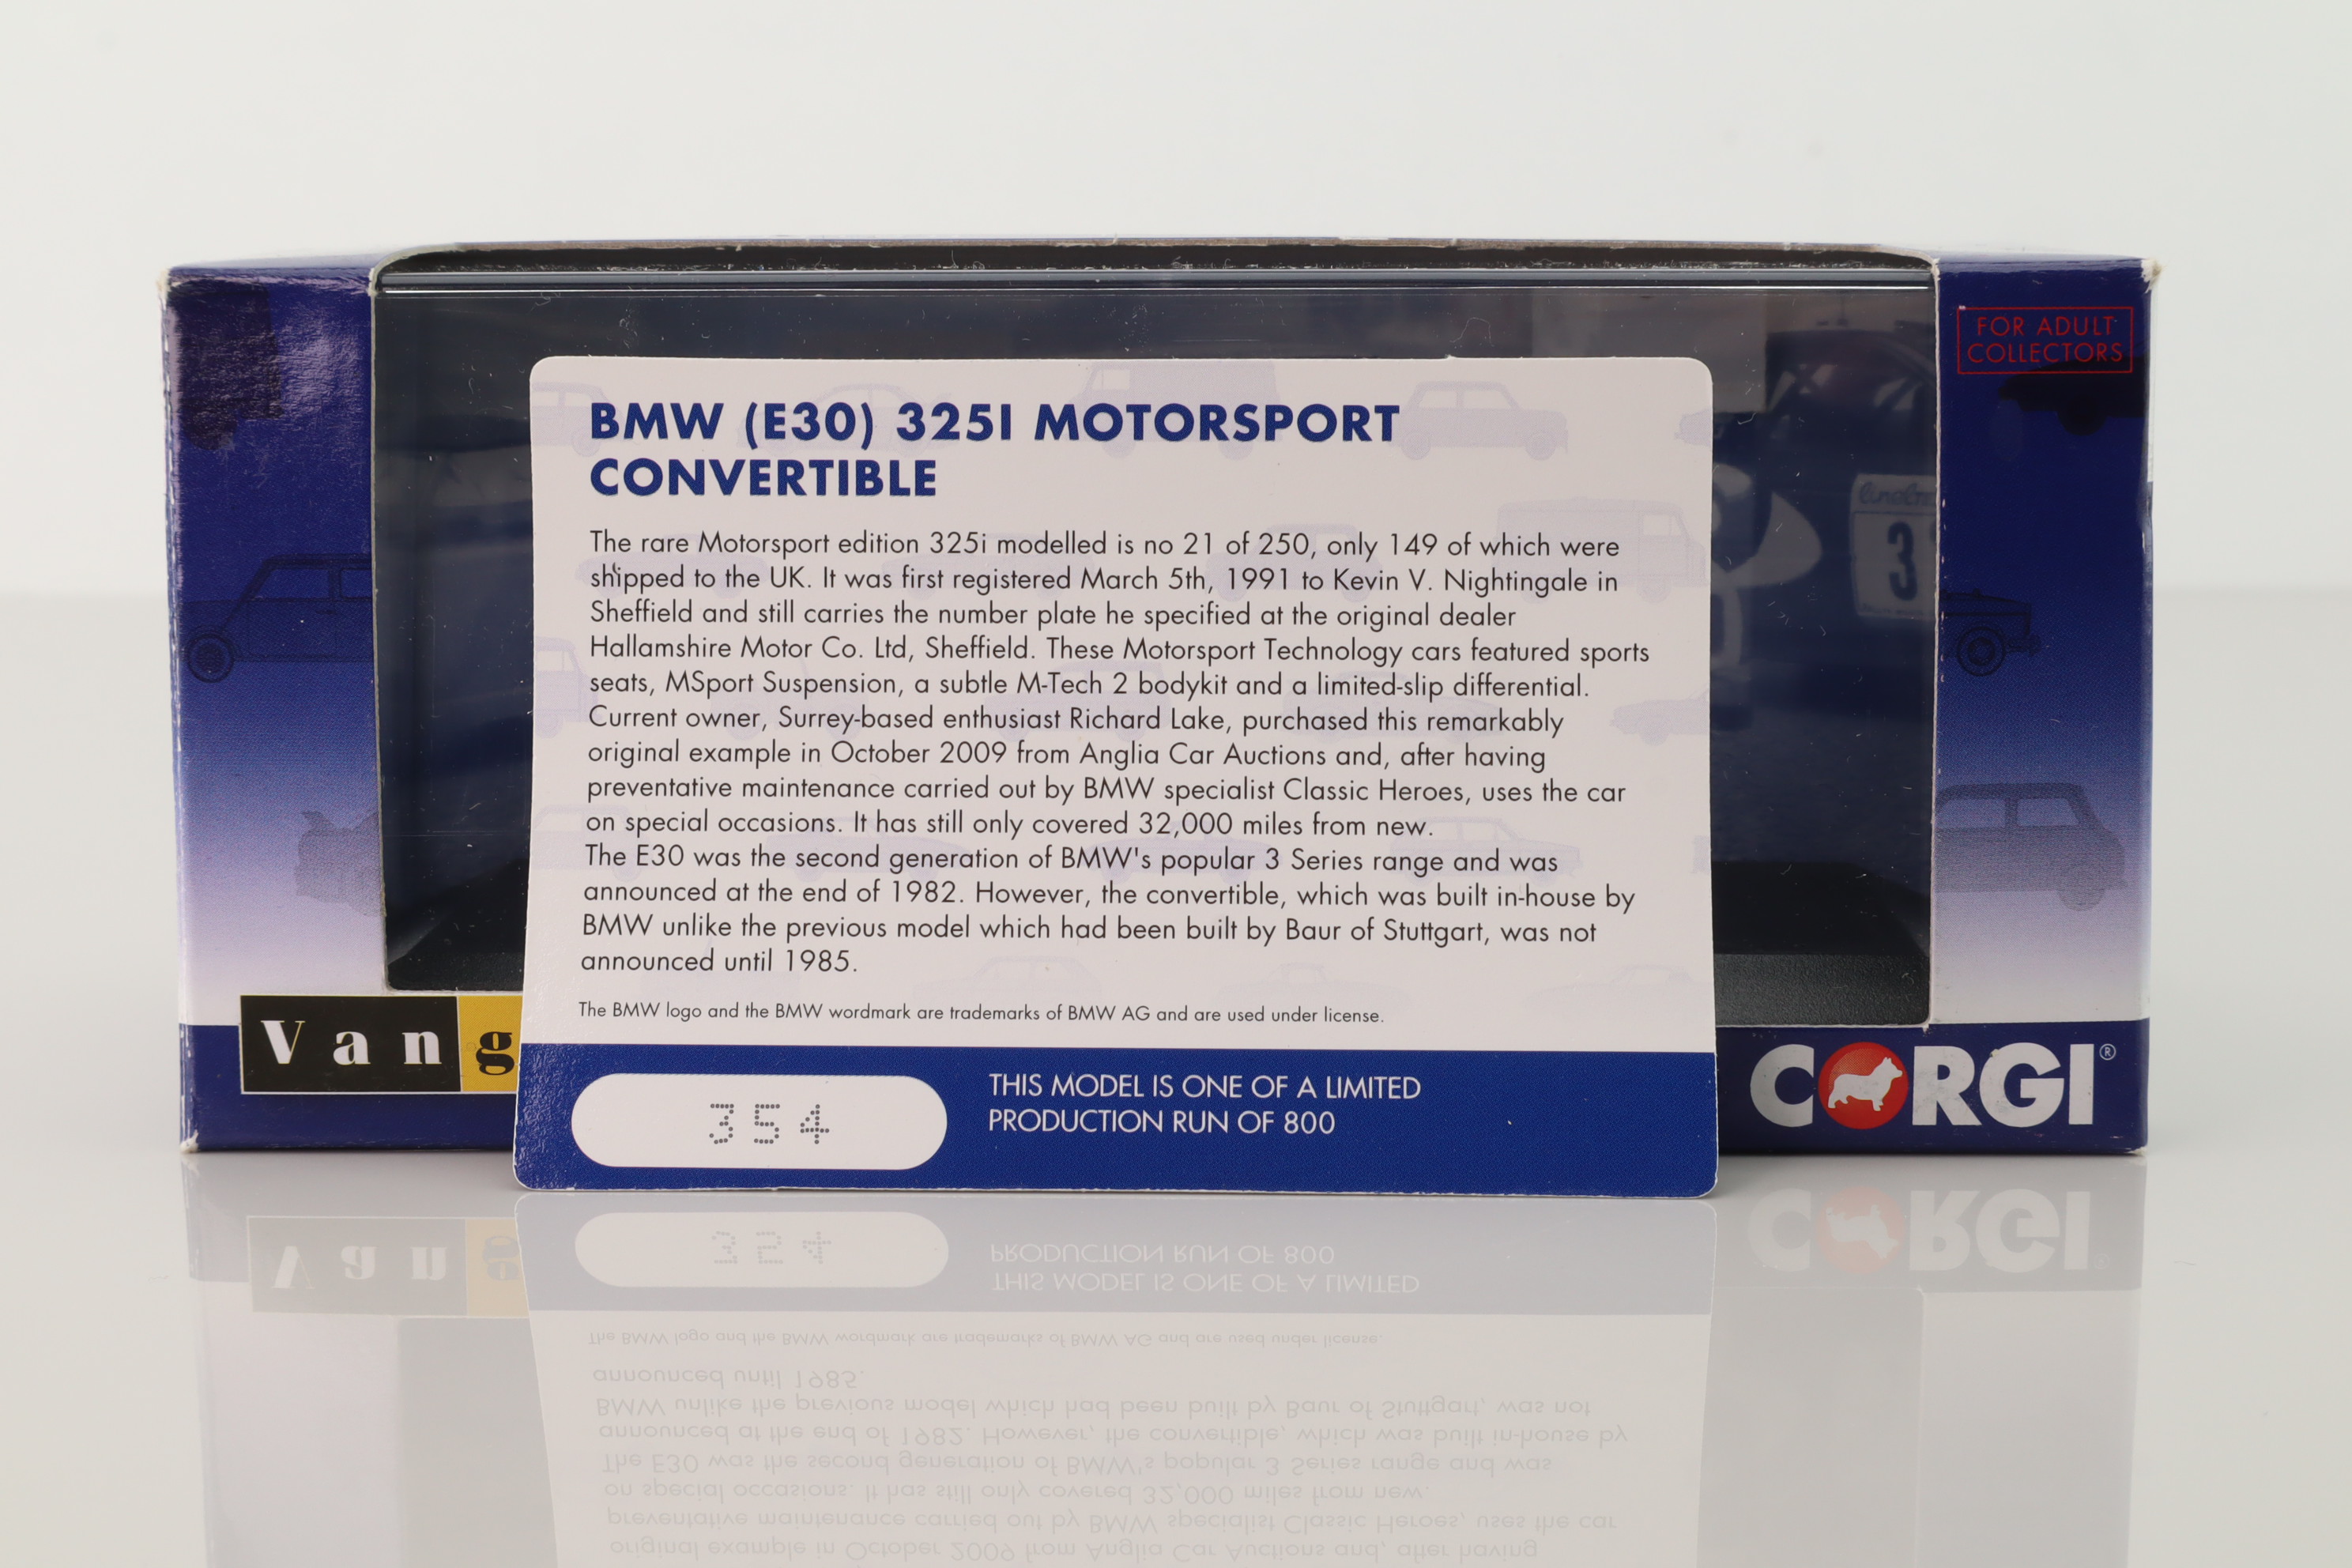 FOR ADULT
COLLECTORS
BMW (E30) 325I MOTORSPORT
CONVERTIBLE
The rare Motorsport edition 325i modelled is no 21 of 250, only 149 of which were
shipped to the UK. It was first registered March 5th, 1991 to Kevin V. Nightingale in
Sheffield and still carries the number plate he specified at the original dealer
Hallamshire Motor Co. Ltd, Sheffield. These Motorsport Technology cars featured sports
seats, MSport Suspension, a subtle M-Tech 2 bodykit and a limited-slip differential.
Current owner, Surrey-based enthusiast Richard Lake, purchased this remarkably
original example in October 2009 from Anglia Car Auctions and, after having
preventative maintenance carried out by BMW specialist Classic Heroes, uses the car
on special occasions. It has still only covered 32,000 miles from new.
The E30 was the second generation of BMW's popular 3 Series range and was
announced at the end of 1982. However, the convertible, which was built in-house by
BMW unlike the previous model which had been built by Baur of Stuttgart, was not
announced until 1985.
The BMW logo and the BMW wordmark are trademarks of BMW AG and are used under license.
354
THIS MODEL IS ONE OF A LIMITED
PRODUCTION RUN OF 800
Vang
CORGI®